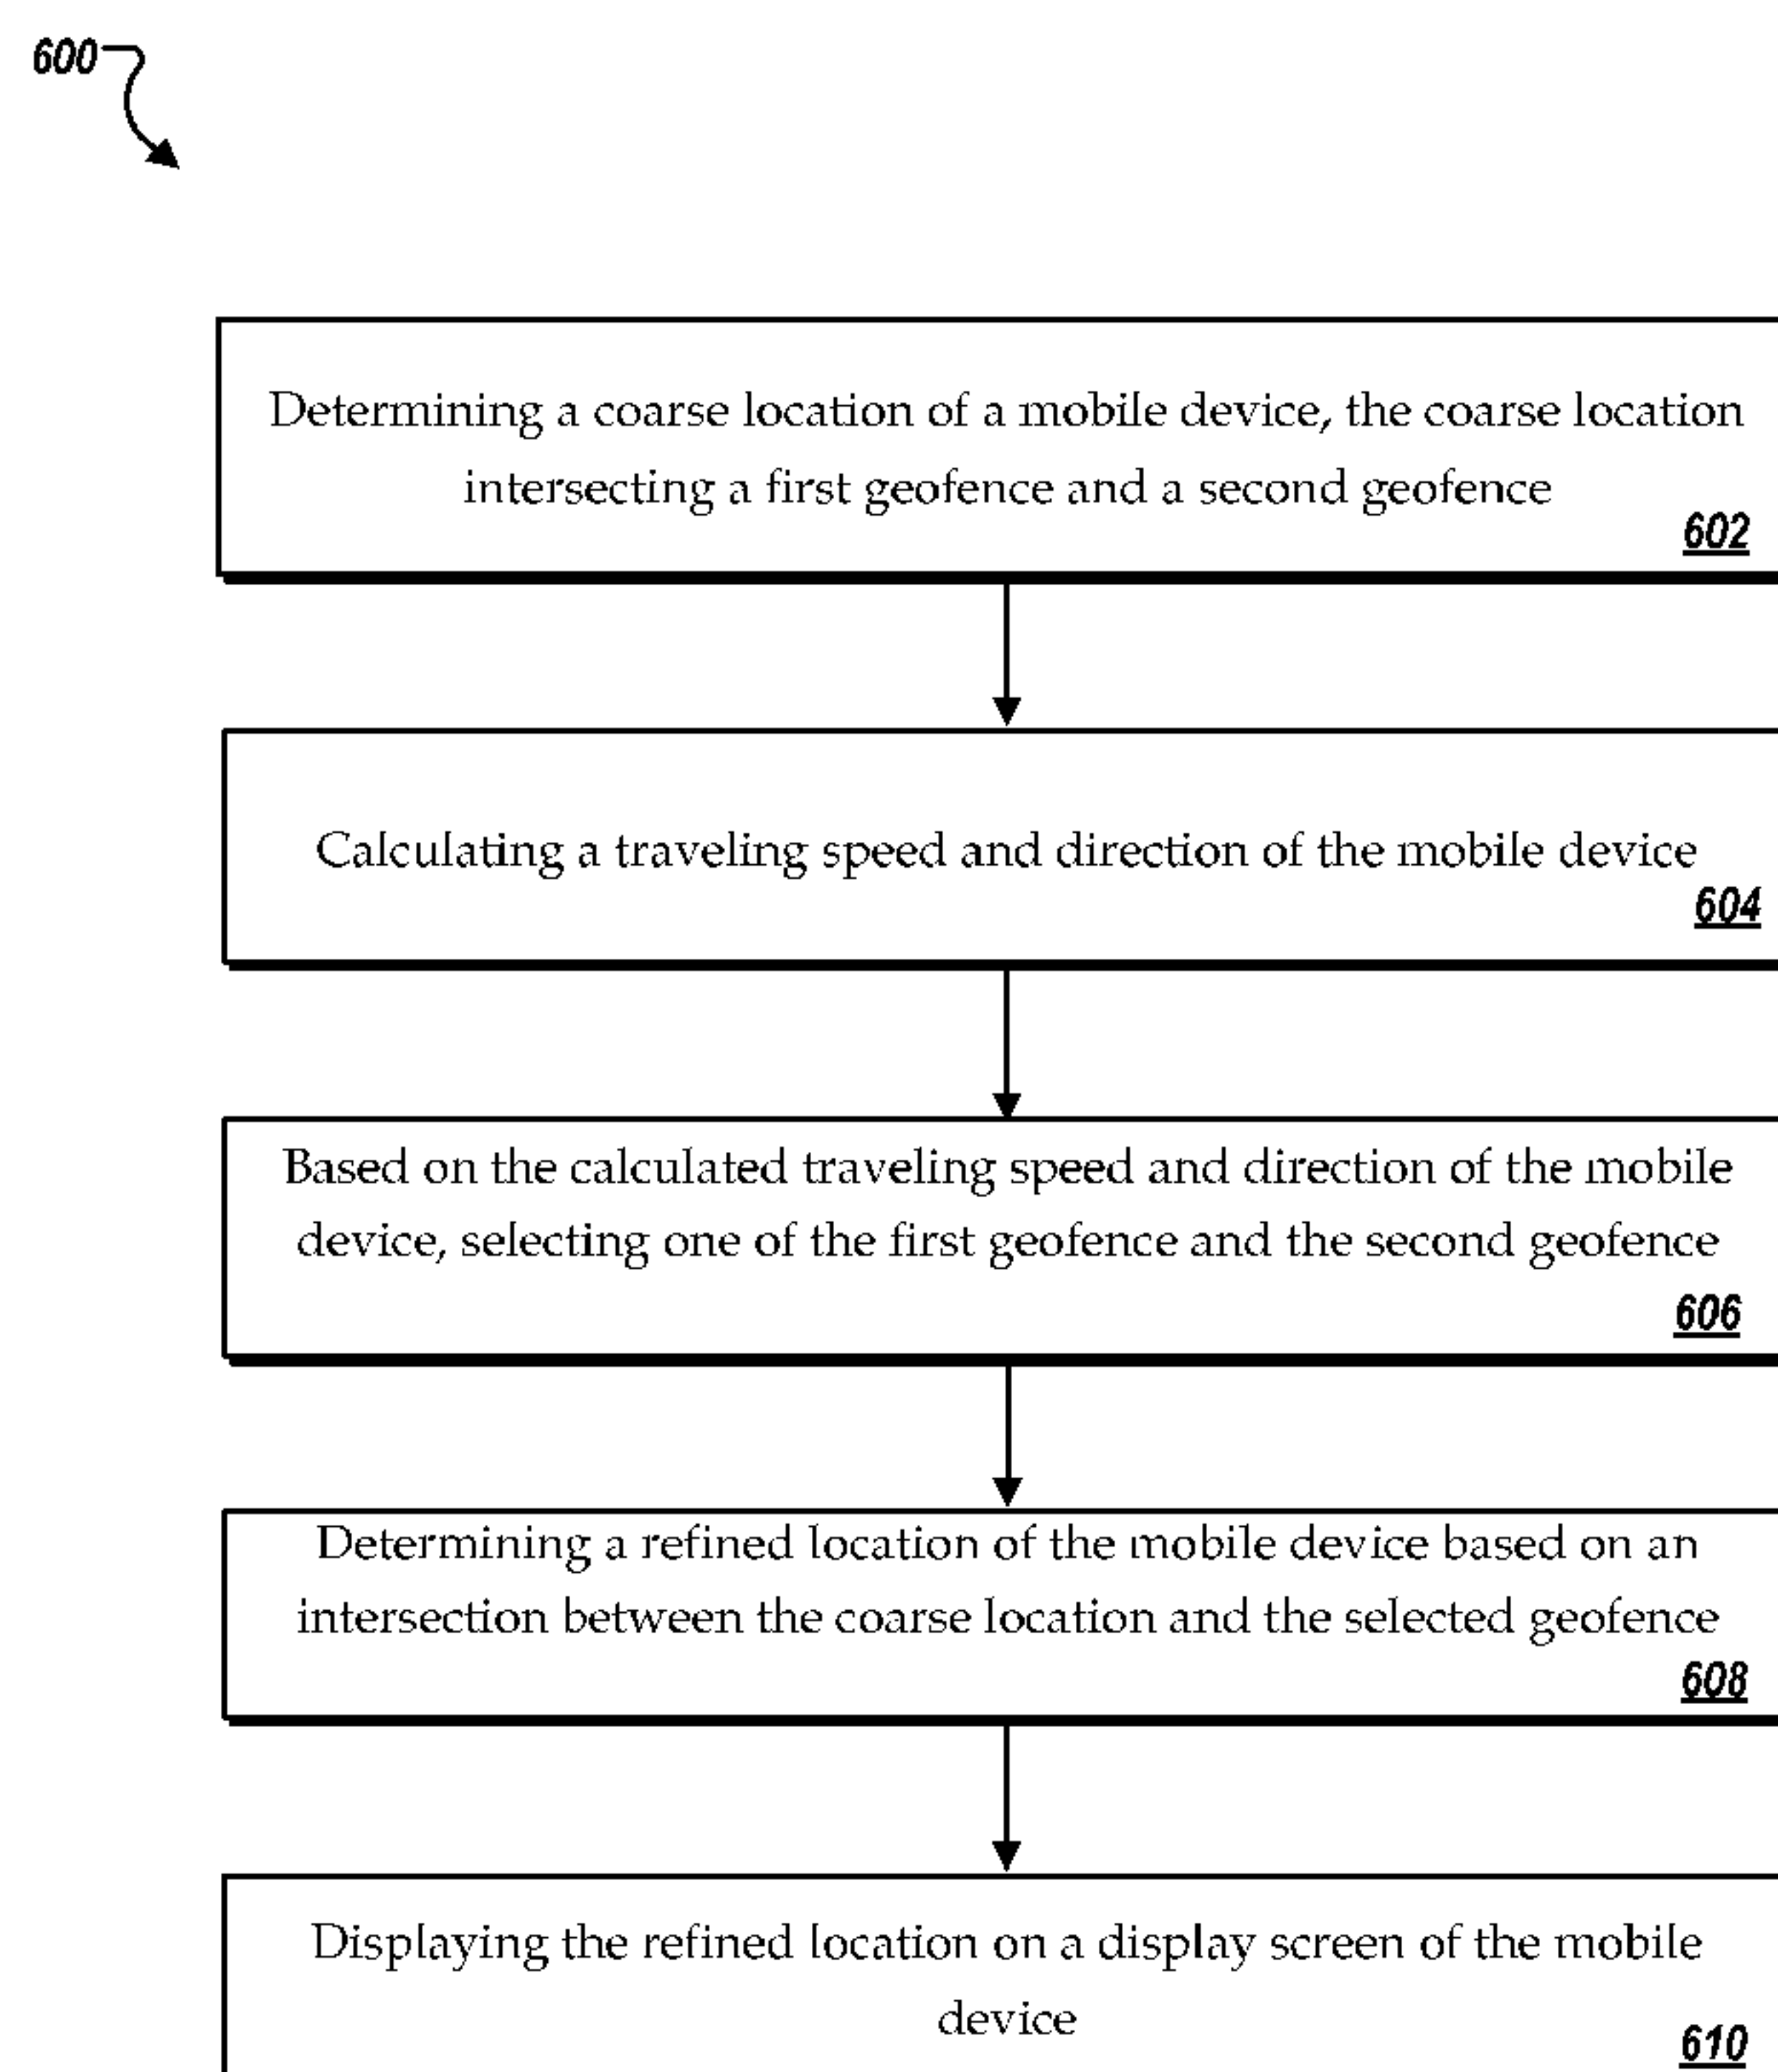 600
Determining a coarse location of a mobile device, the coarse location
intersecting a first geofence and a second geofence
602
Calculating a traveling speed and direction of the mobile device
604
Based on the calculated traveling speed and direction of the mobile
device, selecting one of the first geofence and the second geofence
606
Determining a refined location of the mobile device based on an
intersection between the coarse location and the selected geofence
608
Displaying the refined location on a display screen of the mobile
device
610